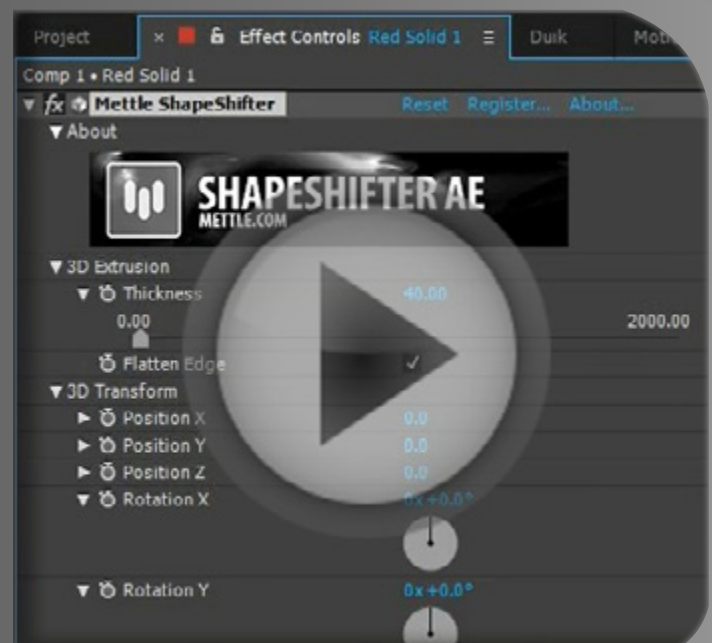 Project × Effect Controls Red Solid 1 Duik
Comp 1 • Red Solid 1
fx Mettle ShapeShifter Reset Register... About...
About
SHAPESHIFTER AE
METTLE.COM
3D Extrusion
Thickness 40.00
0.00 2000.00
Flatten Edge
3D Transform
Position X 0.0
Position Y 0.0
Position Z 0.0
Rotation X 0x+0.0°
Rotation Y 0x+0.0°